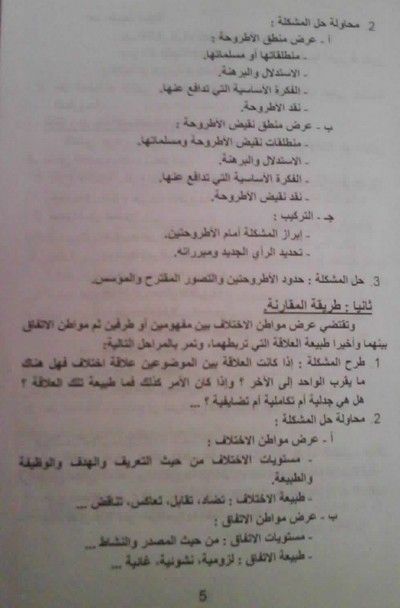 2. محاولة حل المشكلة :
أ - عرض منطق الأطروحة :
- منطلقاتها أو مسلماتها.
- الاستدلال والبرهنة.
- الفكرة الأساسية التي تدافع عنها.
- نقد الأطروحة.
ب - عرض منطق نقيض الأطروحة :
- منطلقات نقيض الأطروحة ومسلماتها.
- الاستدلال والبرهنة.
- الفكرة الأساسية التي تدافع عنها.
- نقد نقيض الأطروحة.
جـ - التركيب :
- إبراز المشكلة أمام الأطروحتين.
- تحديد الرأي الجديد ومبرراته.
3. حل المشكلة : حدود الأطروحتين والتصور المقترح والمؤسس.
ثانيا : طريقة المقارنة.
وتقتضي عرض مواطن الاختلاف بين مفهومين أو طرفين ثم مواطن الاتفاق
بينهما وأخيرا طبيعة العلاقة التي تربطهما، وتمر بالمراحل التالية:
1. طرح المشكلة : إذا كانت العلاقة بين الموضوعين علاقة اختلاف فهل هناك
ما يقرب الواحد إلى الآخر ؟ وإذا كان الأمر كذلك فما طبيعة تلك العلاقة ؟
هل هي جدلية أم تكاملية أم تضايفية ؟ ...
2. محاولة حل المشكلة :
أ - عرض مواطن الاختلاف :
- مستويات الاختلاف من حيث التعريف والهدف والوظيفة
والطبيعة.
- طبيعة الاختلاف : تضاد، تقابل، تعاكس، تناقض ...
ب - عرض مواطن الاتفاق :
- مستويات الاتفاق : من حيث المصدر والنشاط ...
- طبيعة الاتفاق : لزومية، نشوئية، غائية ...
5